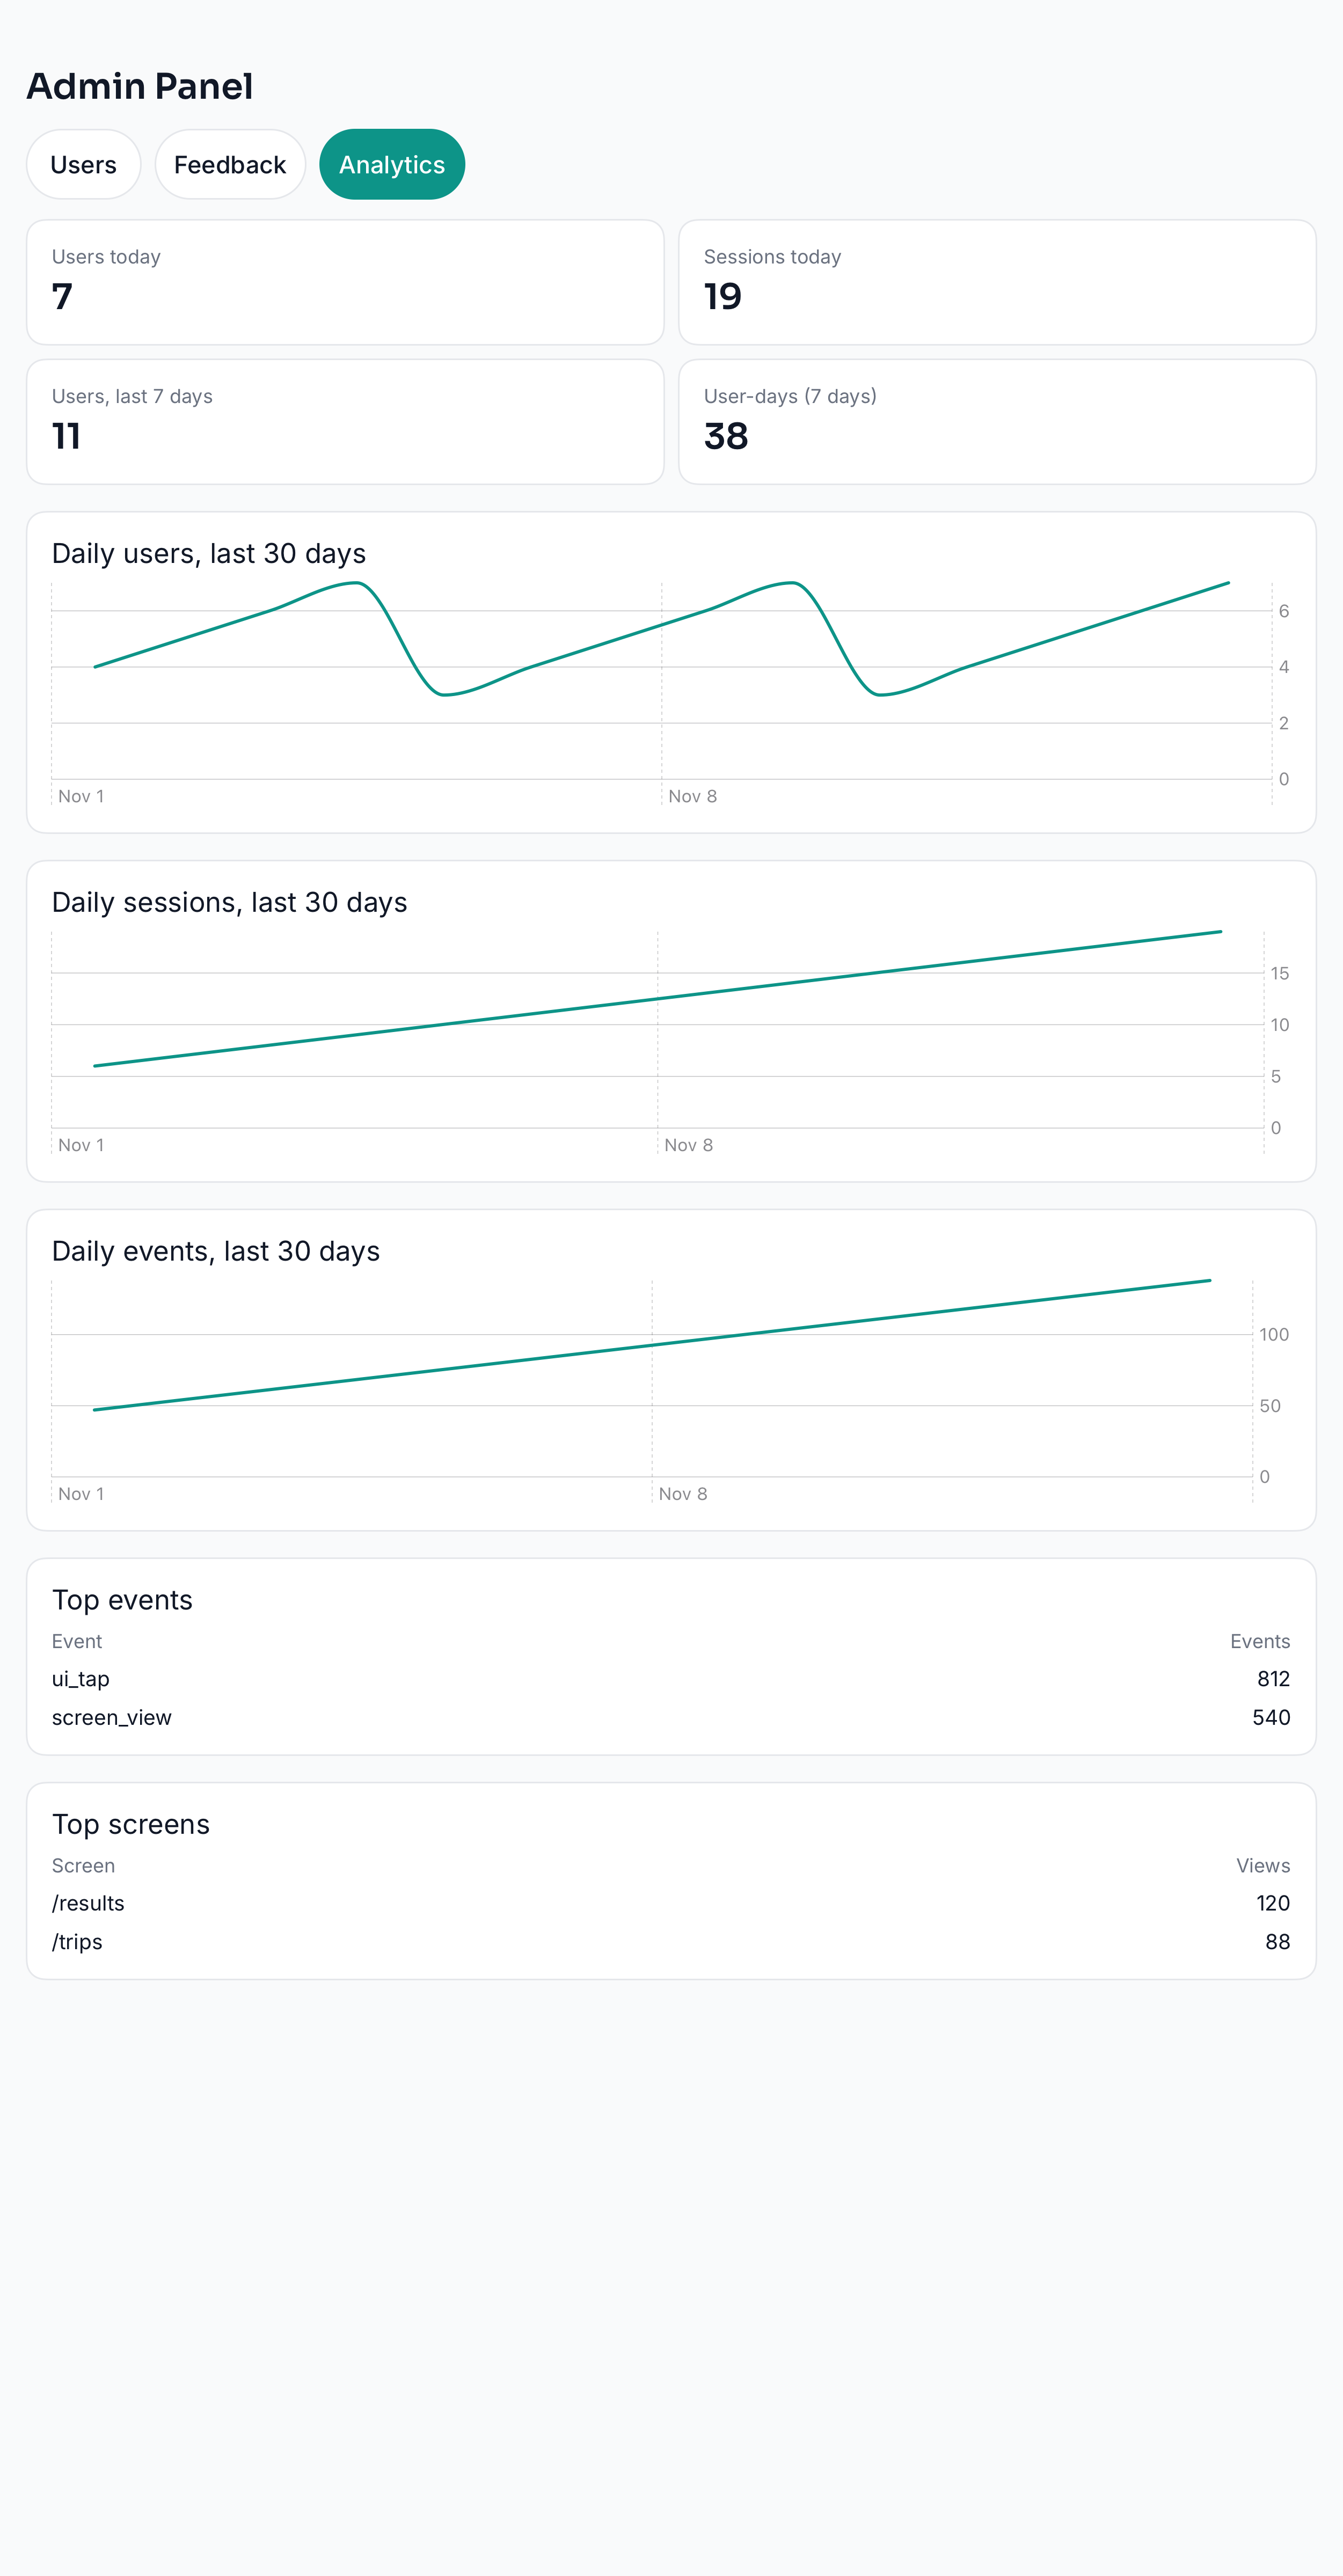 Admin Panel
Users
Feedback
Analytics
Users today
7
Sessions today
19
Users, last 7 days
11
User-days (7 days)
38
Daily users, last 30 days
6
4
2
0
Nov 1
Nov 8
Daily sessions, last 30 days
15
10
5
0
Nov 1
Nov 8
Daily events, last 30 days
100
50
0
Nov 1
Nov 8
Top events
Event Events
ui_tap 812
screen_view 540
Top screens
Screen Views
/results 120
/trips 88